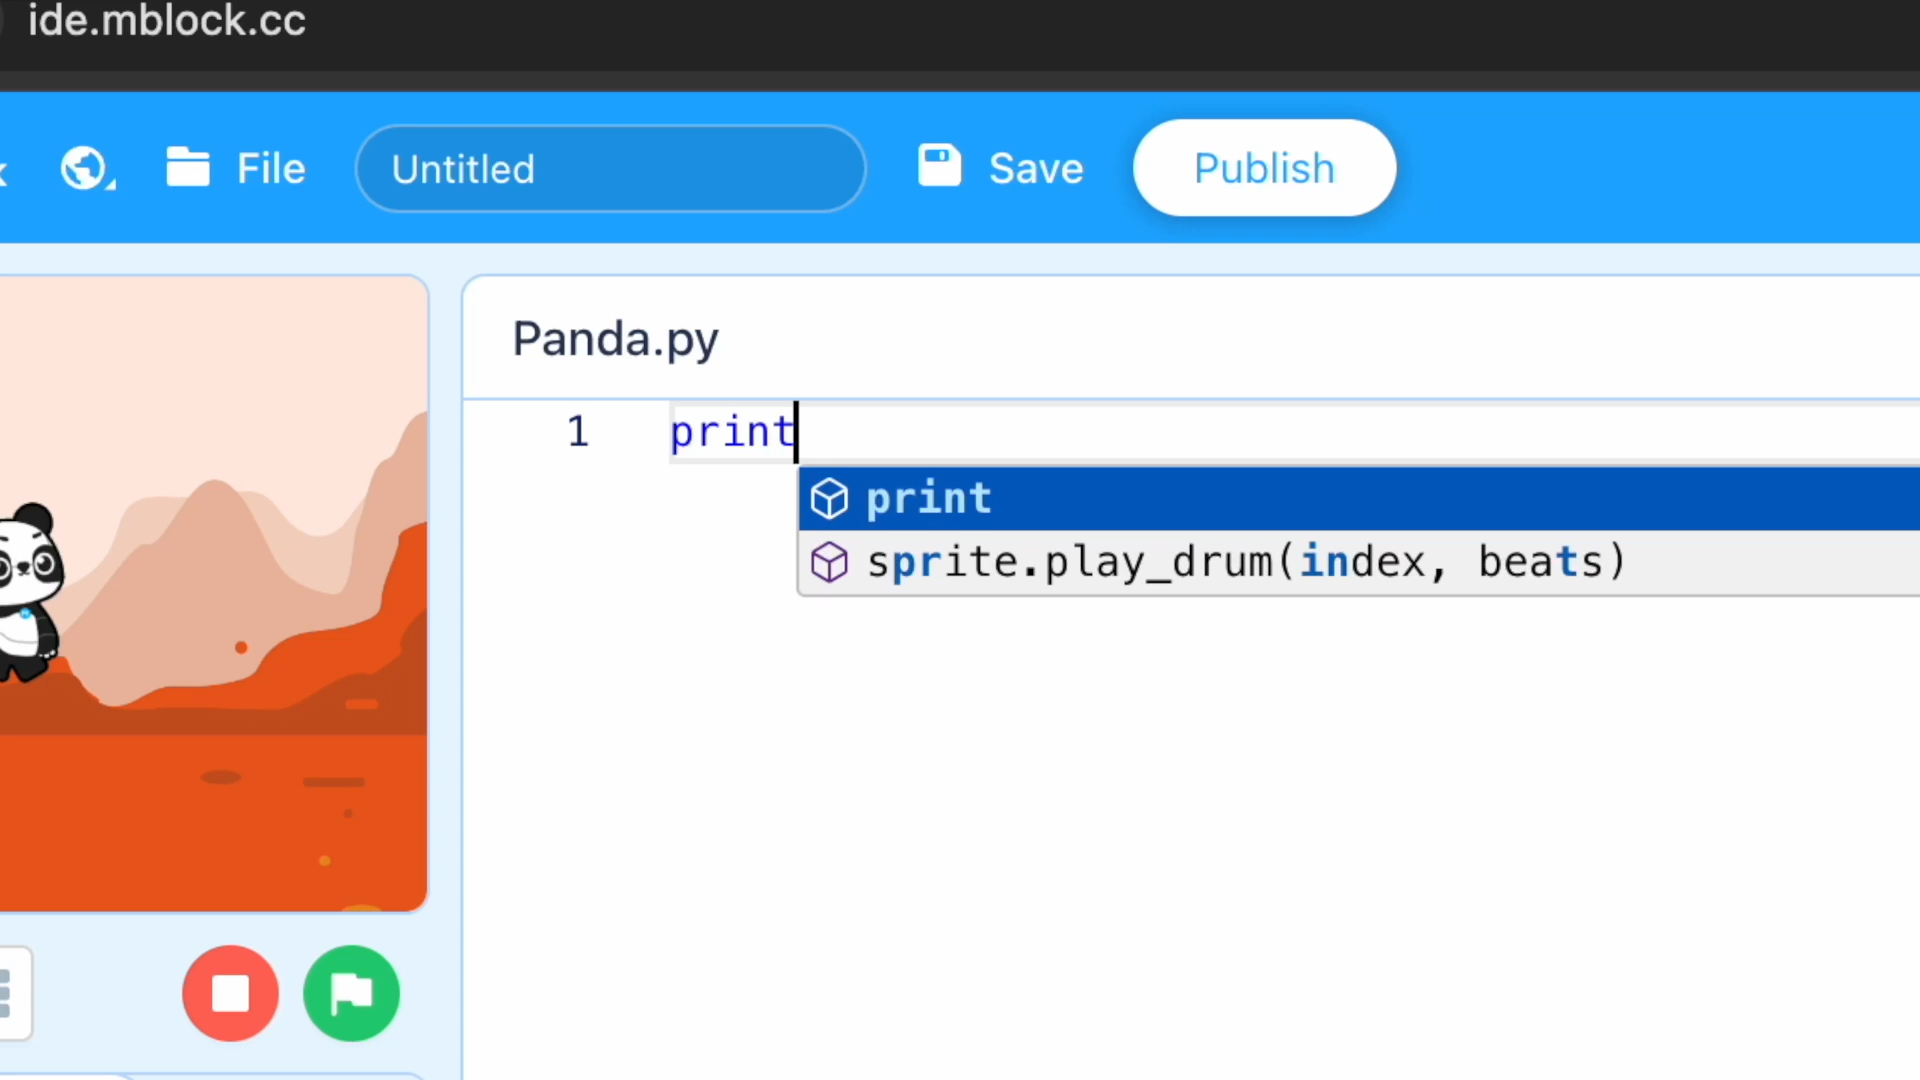 ide.mblock.cc
File
Untitled
Save
Publish
Panda.py
1 print
print
sprite.play_drum(index, beats)